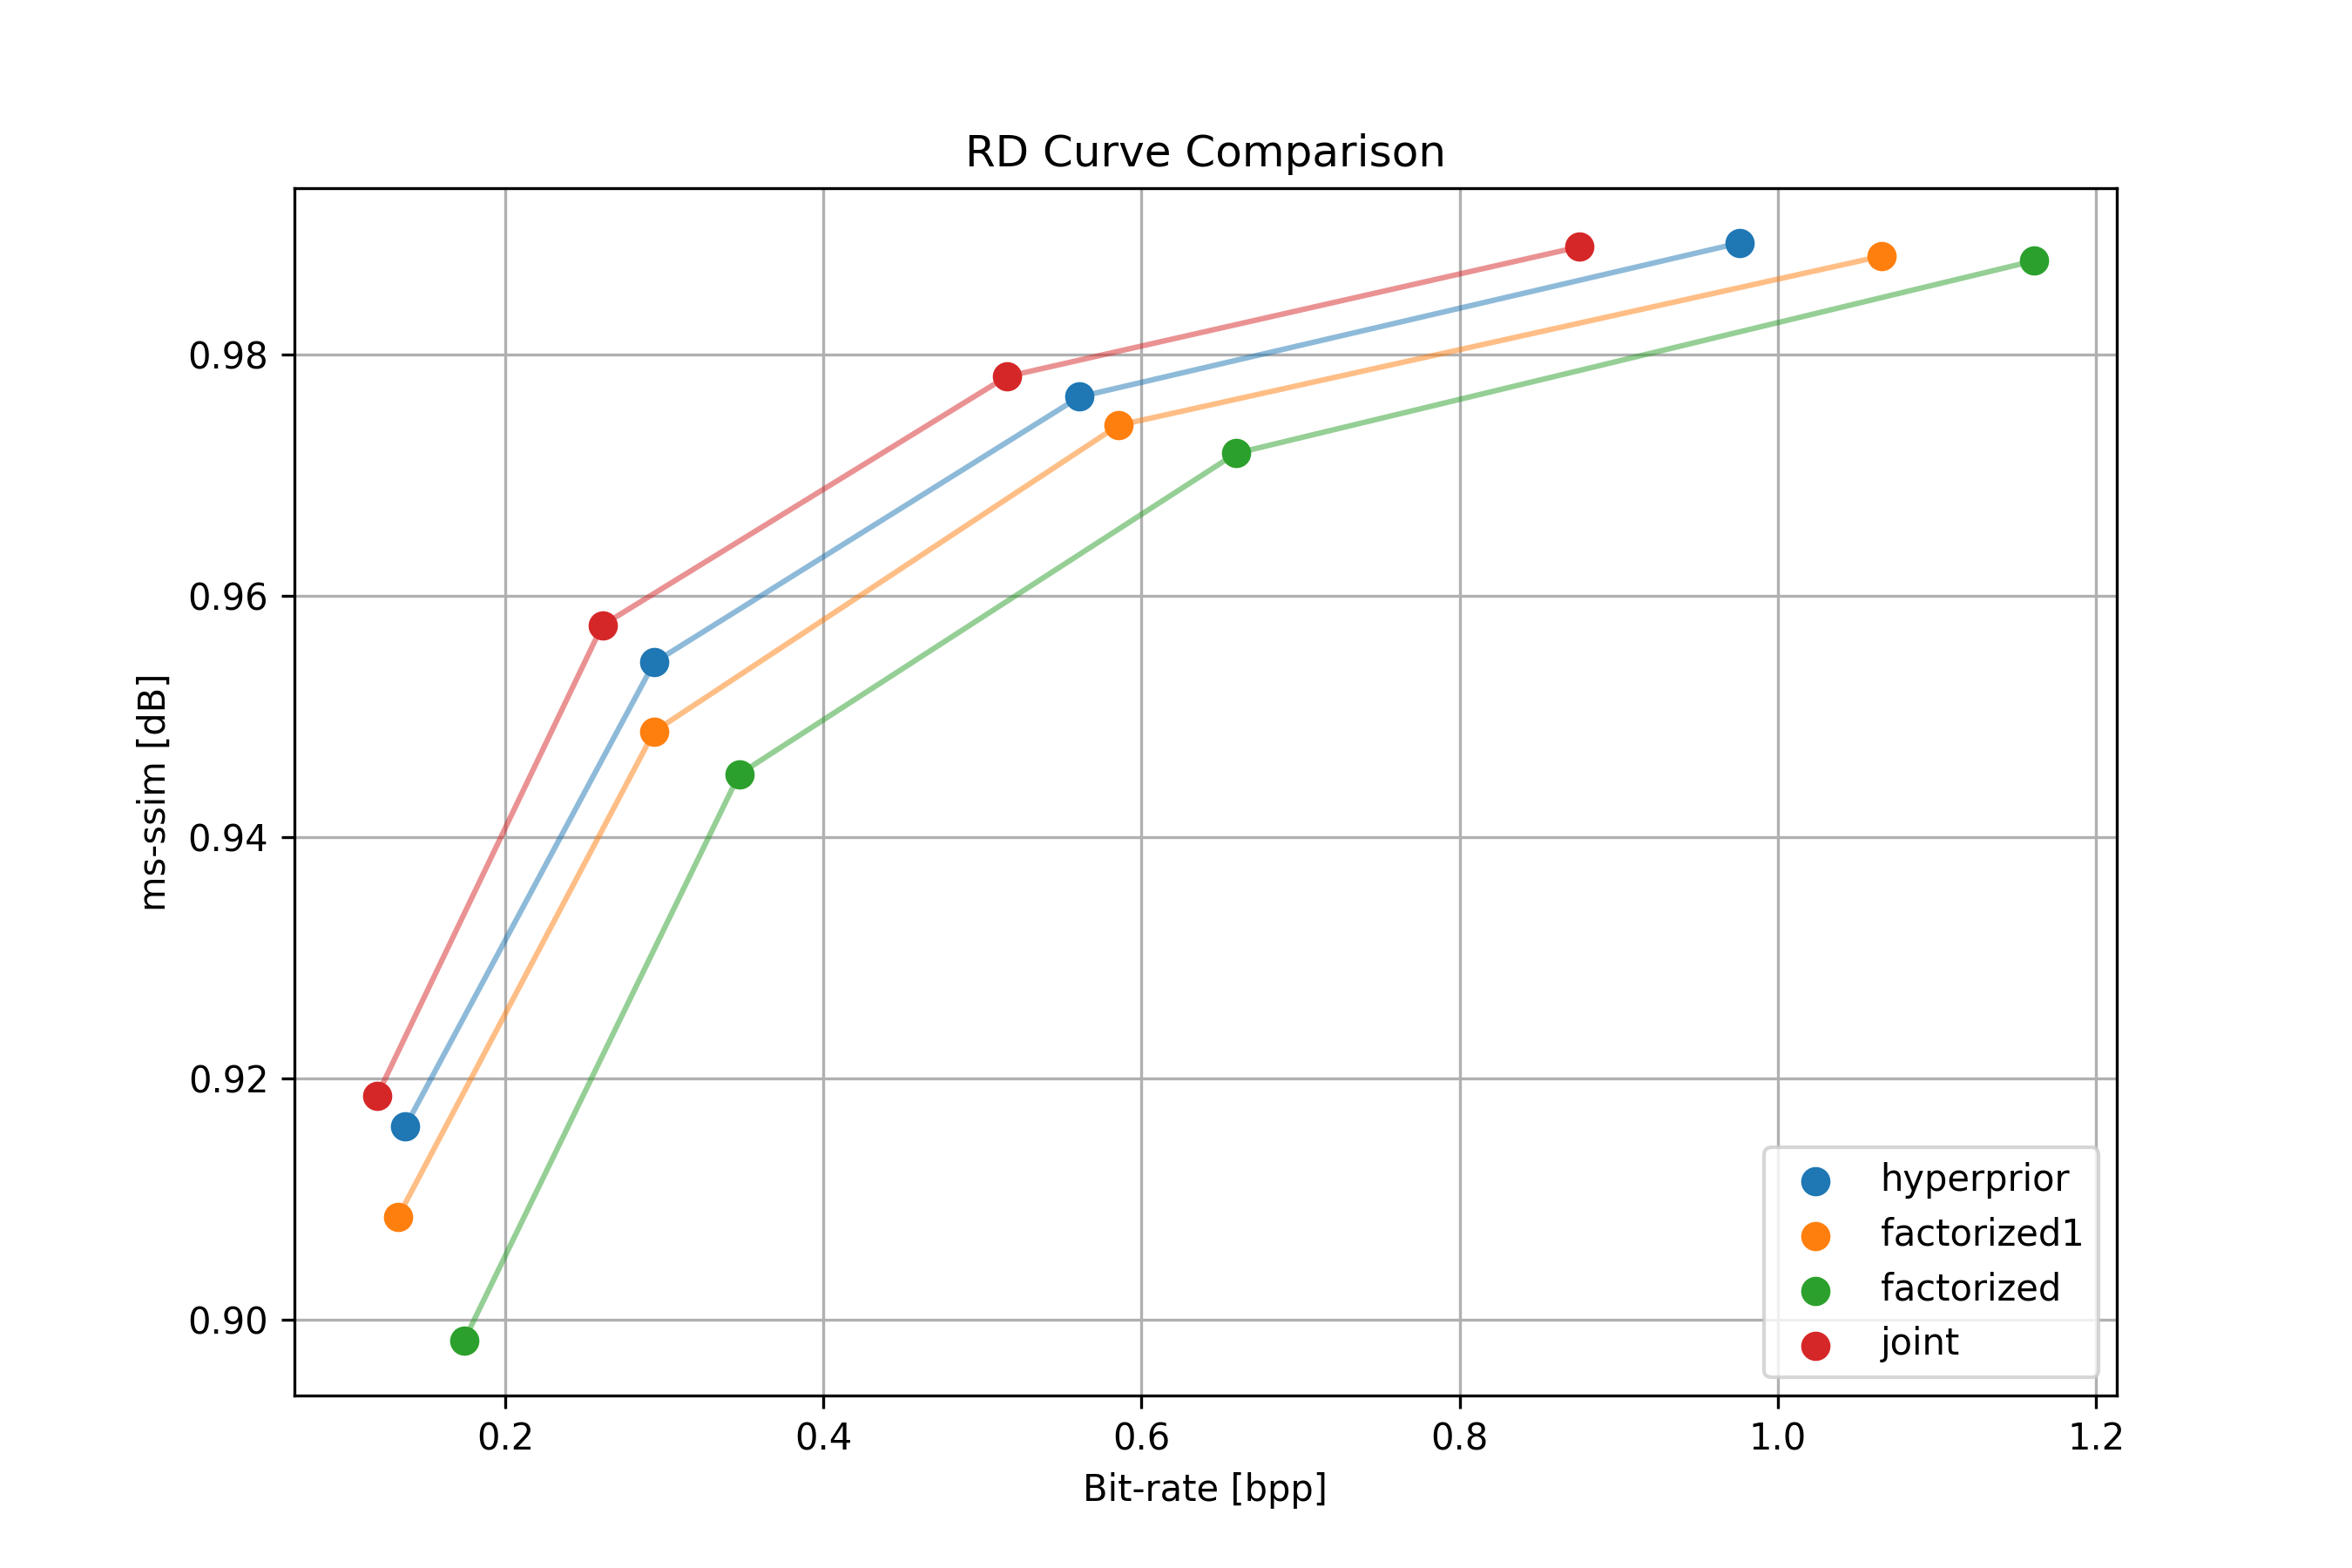 RD Curve Comparison
ms-ssim [dB]
0.98
0.96
0.94
0.92
0.90
0.2
0.4
0.6
0.8
1.0
1.2
Bit-rate [bpp]
hyperprior
factorized1
factorized
joint